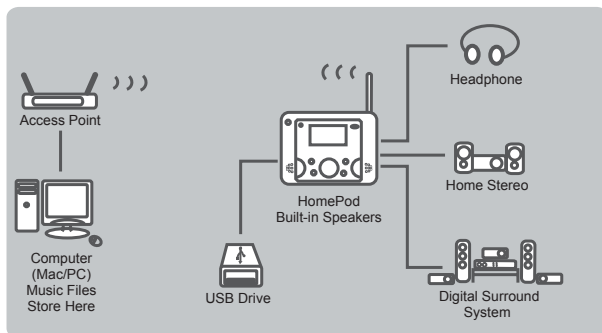 Headphone
Access Point
Home Stereo
HomePod
Built-in Speakers
Computer
(Mac/PC)
Music Files
Store Here
USB Drive
Digital Surround
System